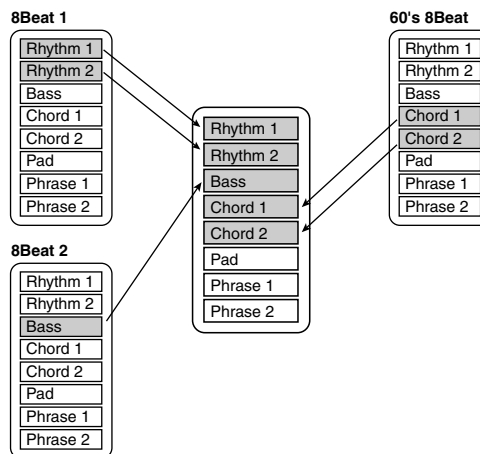 8Beat 1
Rhythm 1
Rhythm 2
Bass
Chord 1
Chord 2
Pad
Phrase 1
Phrase 2
8Beat 2
Rhythm 1
Rhythm 2
Bass
Chord 1
Chord 2
Pad
Phrase 1
Phrase 2
Rhythm 1
Rhythm 2
Bass
Chord 1
Chord 2
Pad
Phrase 1
Phrase 2
60's 8Beat
Rhythm 1
Rhythm 2
Bass
Chord 1
Chord 2
Pad
Phrase 1
Phrase 2